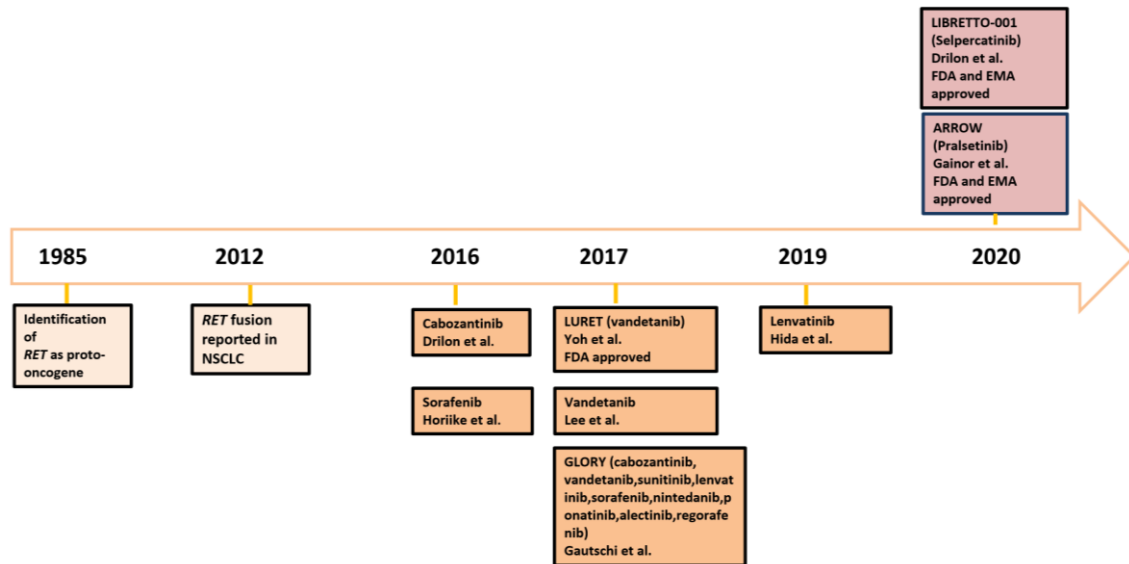 LIBRETTO-001
(Selpercatinib)
Drilon et al.
FDA and EMA
approved
ARROW
(Pralsetinib)
Gainor et al.
FDA and EMA
approved
1985
2012
2016
2017
2019
2020
Identification
of
RET as proto-
oncogene
RET fusion
reported in
NSCLC
Cabozantinib
Drilon et al.
Sorafenib
Horiike et al.
LURET (vandetanib)
Yoh et al.
FDA approved
Vandetanib
Lee et al.
GLORY (cabozantinib,
vandetanib,sunitinib,lenvat
inib,sorafenib,nintedanib,p
onatinib,alectinib,regorafe
nib)
Gautschi et al.
Lenvatinib
Hida et al.